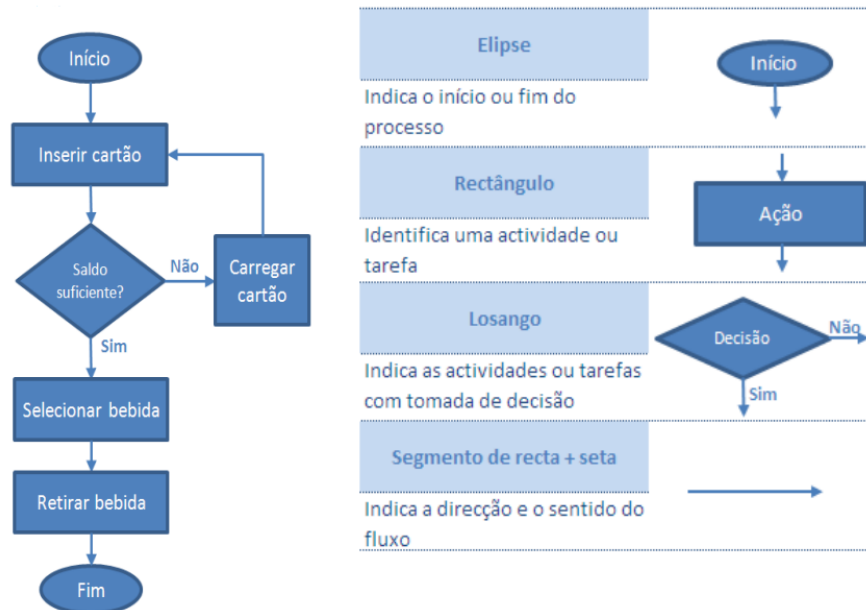 Início
Inserir cartão
Saldo
suficiente?
Não
Carregar
cartão
Sim
Selecionar bebida
Retirar bebida
Fim
Elipse
Indica o início ou fim do
processo
Início
Rectângulo
Identifica uma actividade ou
tarefa
Ação
Losango
Indica as actividades ou tarefas
com tomada de decisão
Decisão
Não
Sim
Segmento de recta + seta
Indica a direcção e o sentido do
fluxo